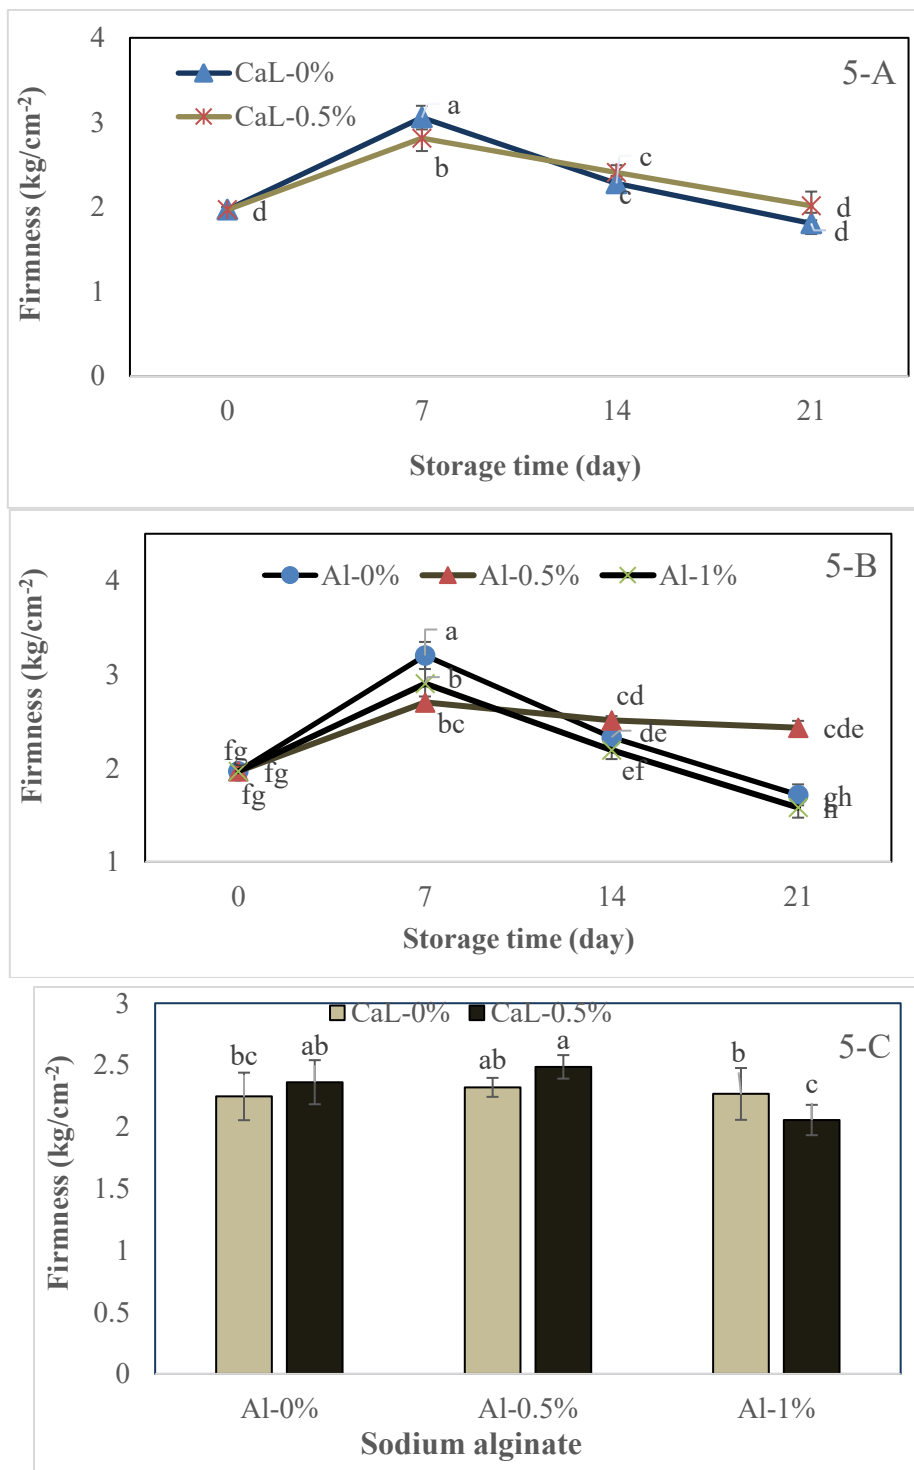 4
5-A
CaL-0%
CaL-0.5%
3
2
1
0
a
b
c
c
d
d
d
0 7 14 21
Firmness (kg/cm⁻²)
Storage time (day)
5-B
Al-0% Al-0.5% Al-1%
4
3
2
1
a
b
bc
cd
de
ef
cde
gh
h
fg
fg
fg
0 7 14 21
Firmness (kg/cm⁻²)
Storage time (day)
3
CaL-0% CaL-0.5%
5-C
2.5
2
1.5
1
0.5
0
bc ab ab a b c
Al-0% Al-0.5% Al-1%
Firmness (kg/cm⁻²)
Sodium alginate